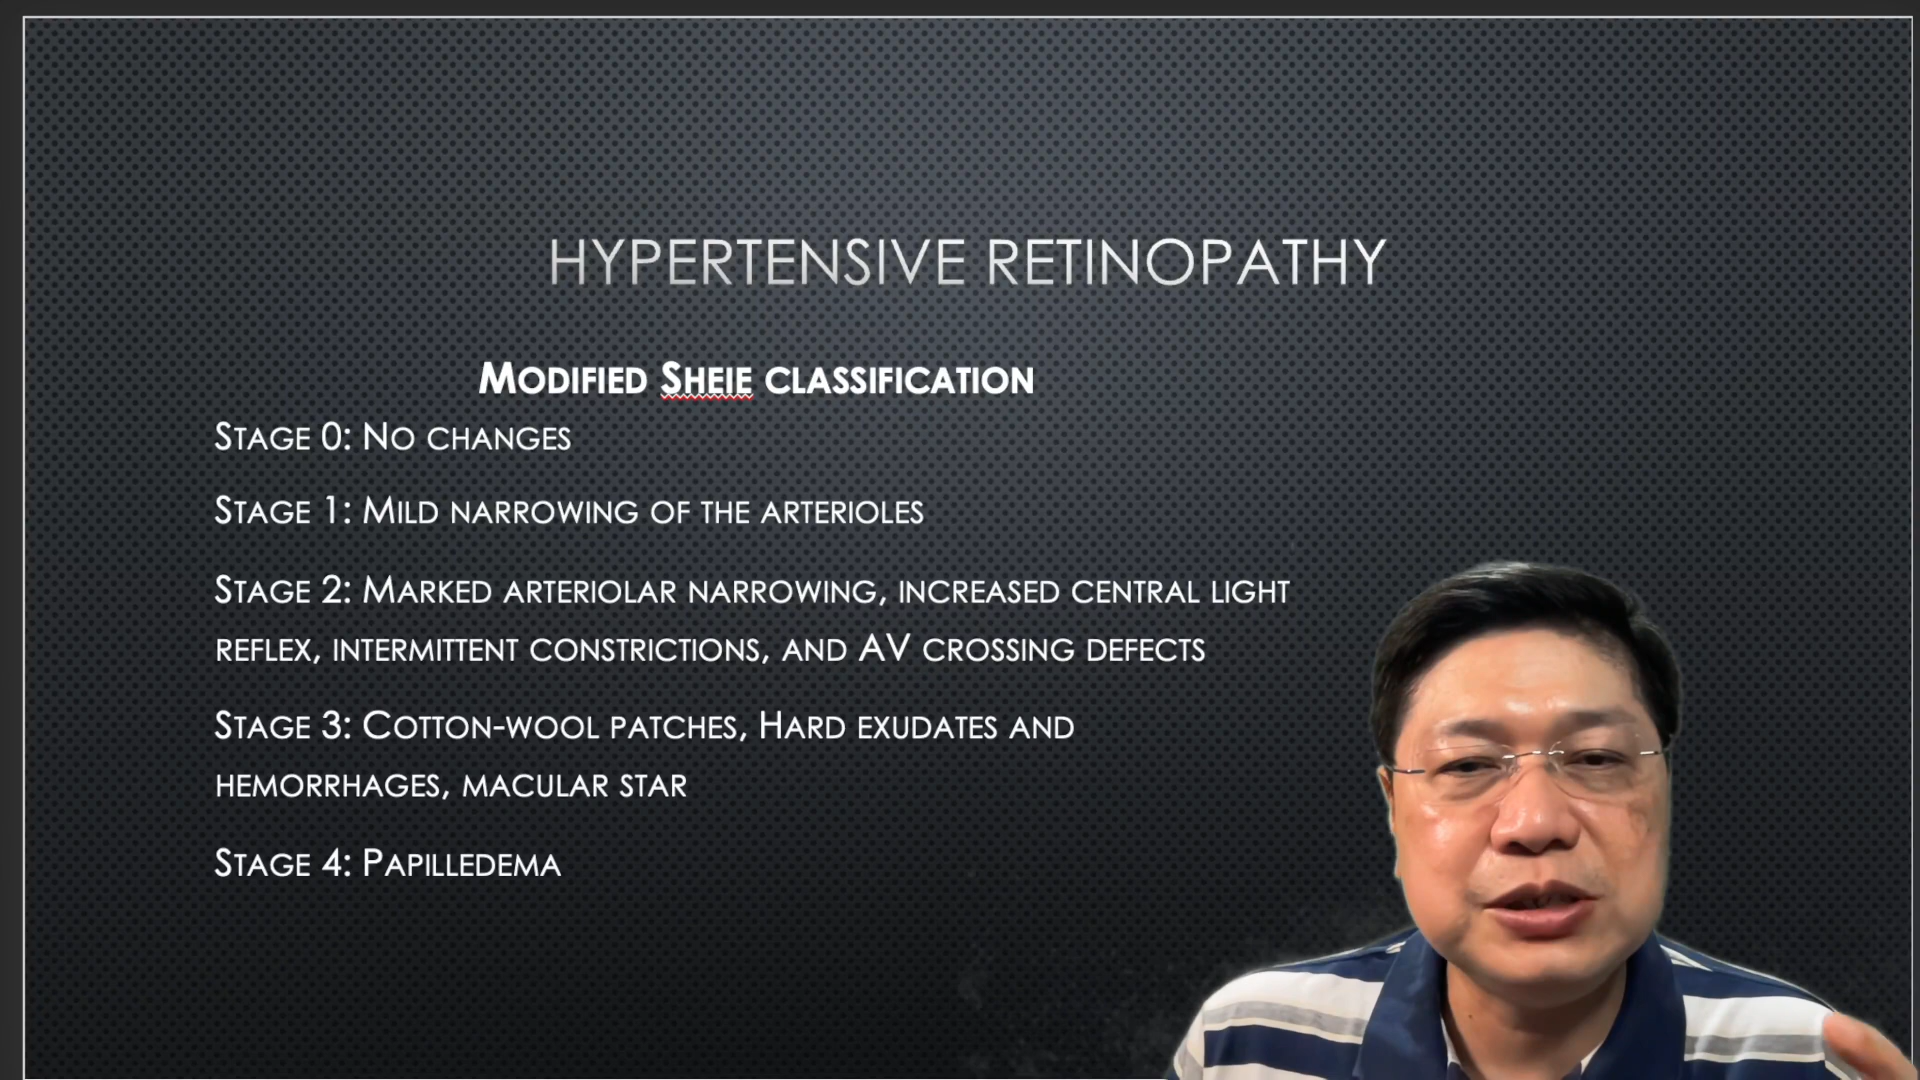 HYPERTENSIVE RETINOPATHY
MODIFIED SHEIE CLASSIFICATION
STAGE 0: NO CHANGES
STAGE 1: MILD NARROWING OF THE ARTERIOLES
STAGE 2: MARKED ARTERIOLAR NARROWING, INCREASED CENTRAL LIGHT
REFLEX, INTERMITTENT CONSTRICTIONS, AND AV CROSSING DEFECTS
STAGE 3: COTTON-WOOL PATCHES, HARD EXUDATES AND
HEMORRHAGES, MACULAR STAR
STAGE 4: PAPILLEDEMA